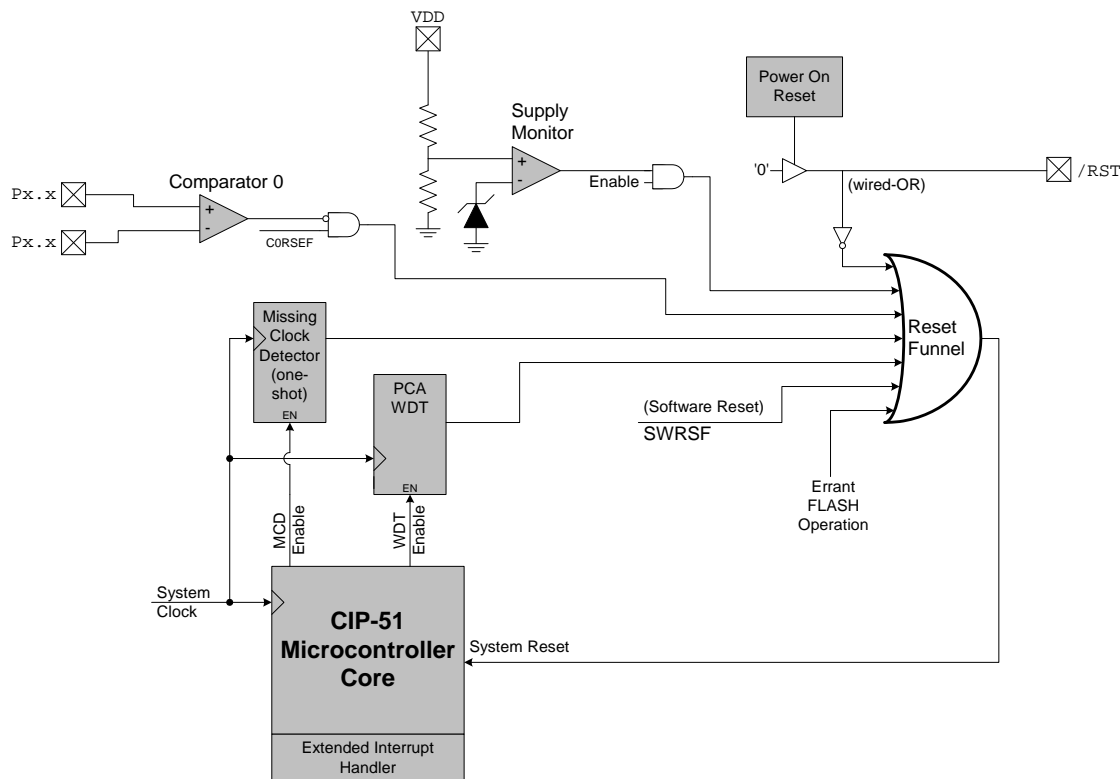 VDD
Power On
Reset
Supply
Monitor
+
-
Enable
'0'
(wired-OR)
/RST
Px.x
Px.x
Comparator 0
+
-
C0RSEF
Missing
Clock
Detector
(one-
shot)
EN
PCA
WDT
EN
Reset
Funnel
(Software Reset)
SWRSF
Errant
FLASH
Operation
MCD
Enable
WDT
Enable
System
Clock
CIP-51
Microcontroller
Core
System Reset
Extended Interrupt
Handler